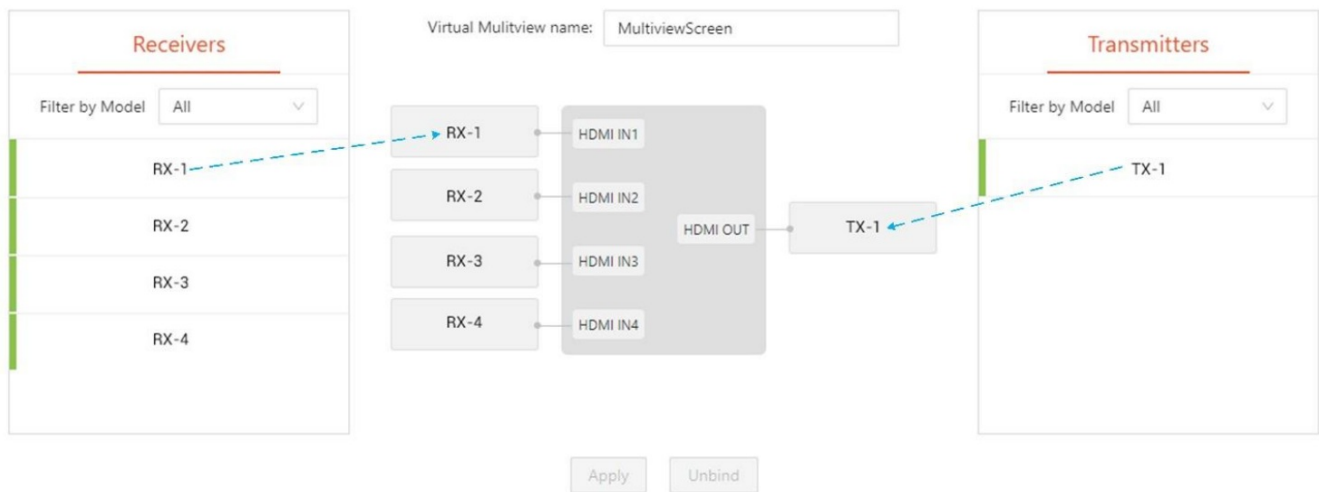 Receivers
Filter by Model All
RX-1
RX-2
RX-3
RX-4
Virtual Mulitview name: MultiviewScreen
RX-1 HDMI IN1
RX-2 HDMI IN2
RX-3 HDMI IN3
RX-4 HDMI IN4
HDMI OUT TX-1
Transmitters
Filter by Model All
TX-1
Apply Unbind